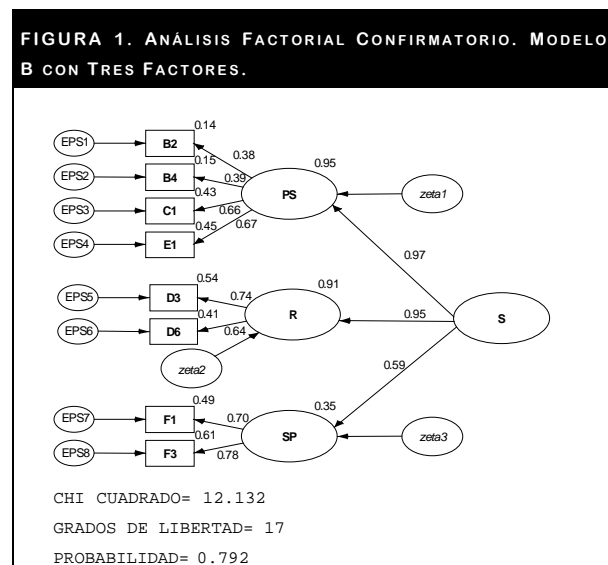 FIGURA 1. ANÁLISIS FACTORIAL CONFIRMATORIO. MODELO
B CON TRES FACTORES.
0.14
EPS1 B2
0.38
0.15
EPS2 B4 0.39
0.95
PS zeta1
0.43
EPS3 C1 0.66
0.45 0.67
EPS4 E1
0.97
0.54
EPS5 D3 0.74
0.91
R 0.95 S
0.41
EPS6 D6 0.64
zeta2
0.59
0.49
EPS7 F1 0.70
0.35
SP zeta3
0.61
EPS8 F3 0.78
CHI CUADRADO= 12.132
GRADOS DE LIBERTAD= 17
PROBABILIDAD= 0.792